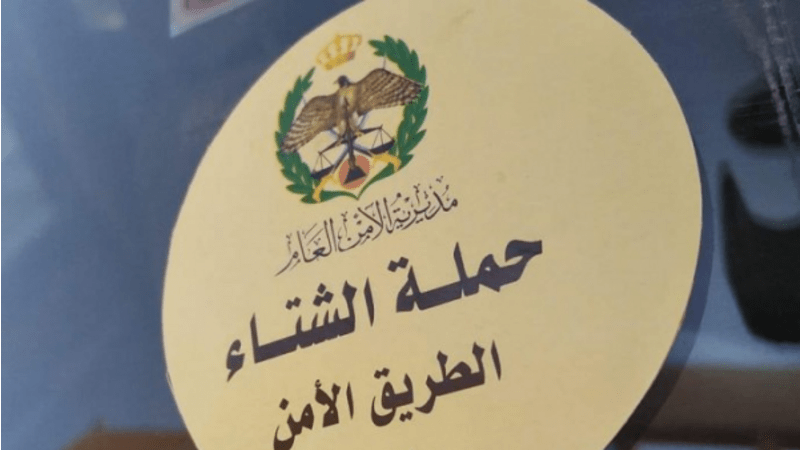 مديرية الأمن العام
حملة الشتاء
الطريق الأمن